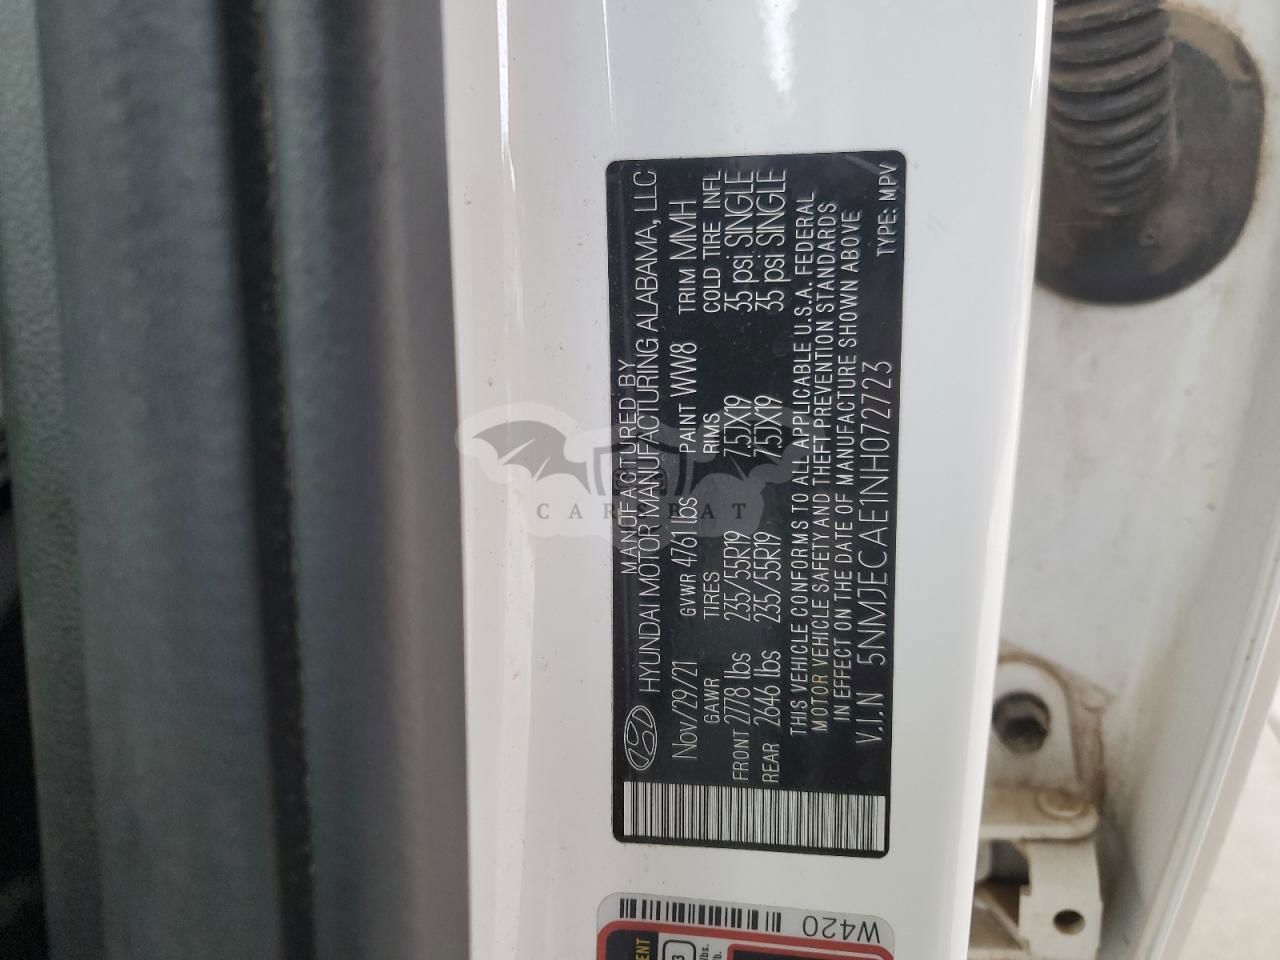 MANUFACTURED BY
HYUNDAI MOTOR MANUFACTURING ALABAMA, LLC
Nov/29/21 GVWR 4761 lbs PAINT WW8 TRIM MMH
GAWR TIRES RIMS COLD TIRE INFL
FRONT 2778 lbs 235/55R19 7.5JX19 35 psi SINGLE
REAR 2646 lbs 235/55R19 7.5JX19 35 psi SINGLE
THIS VEHICLE CONFORMS TO ALL APPLICABLE U.S.A. FEDERAL
MOTOR VEHICLE SAFETY AND THEFT PREVENTION STANDARDS
IN EFFECT ON THE DATE OF MANUFACTURE SHOWN ABOVE
V.I.N 5NMJECAE1NH072723 TYPE: MPV
CARSBAT
W420